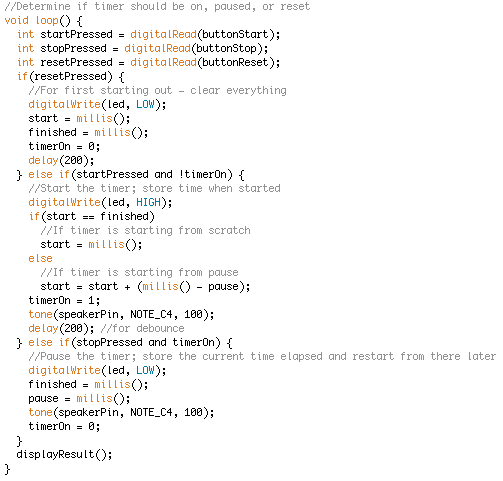 //Determine if timer should be on, paused, or reset
void loop() {
  int startPressed = digitalRead(buttonStart);
  int stopPressed = digitalRead(buttonStop);
  int resetPressed = digitalRead(buttonReset);
  if(resetPressed) {
    //For first starting out – clear everything
    digitalWrite(led, LOW);
    start = millis();
    finished = millis();
    timerOn = 0;
    delay(200);
  } else if(startPressed and !timerOn) {
    //Start the timer; store time when started
    digitalWrite(led, HIGH);
    if(start == finished)
      //If timer is starting from scratch
      start = millis();
    else
      //If timer is starting from pause
      start = start + (millis() - pause);
    timerOn = 1;
    tone(speakerPin, NOTE_C4, 100);
    delay(200); //for debounce
  } else if(stopPressed and timerOn) {
    //Pause the timer; store the current time elapsed and restart from there later
    digitalWrite(led, LOW);
    finished = millis();
    pause = millis();
    tone(speakerPin, NOTE_C4, 100);
    timerOn = 0;
  }
  displayResult();
}